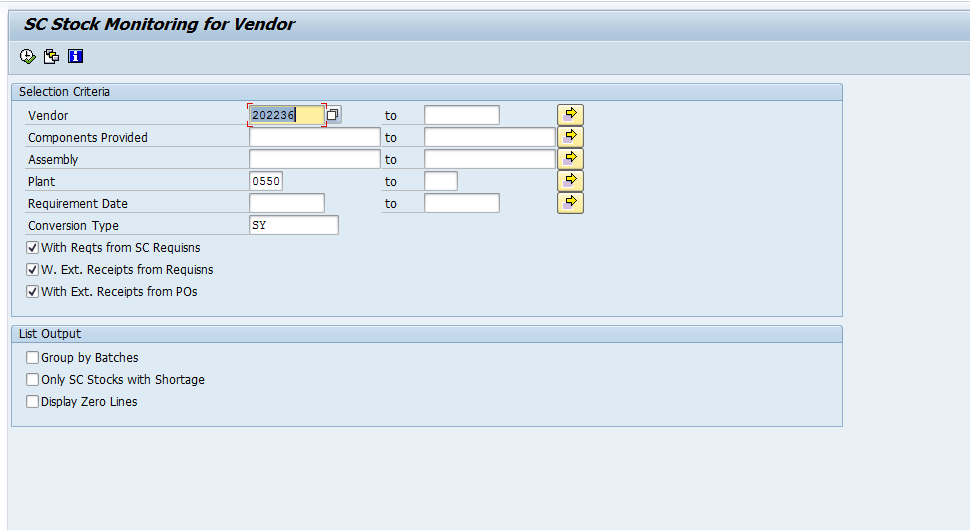 SC Stock Monitoring for Vendor
Selection Criteria
Vendor 202236 to
Components Provided to
Assembly to
Plant 0550 to
Requirement Date to
Conversion Type SY
With Reqts from SC Requisns
W. Ext. Receipts from Requisns
With Ext. Receipts from POs
List Output
Group by Batches
Only SC Stocks with Shortage
Display Zero Lines